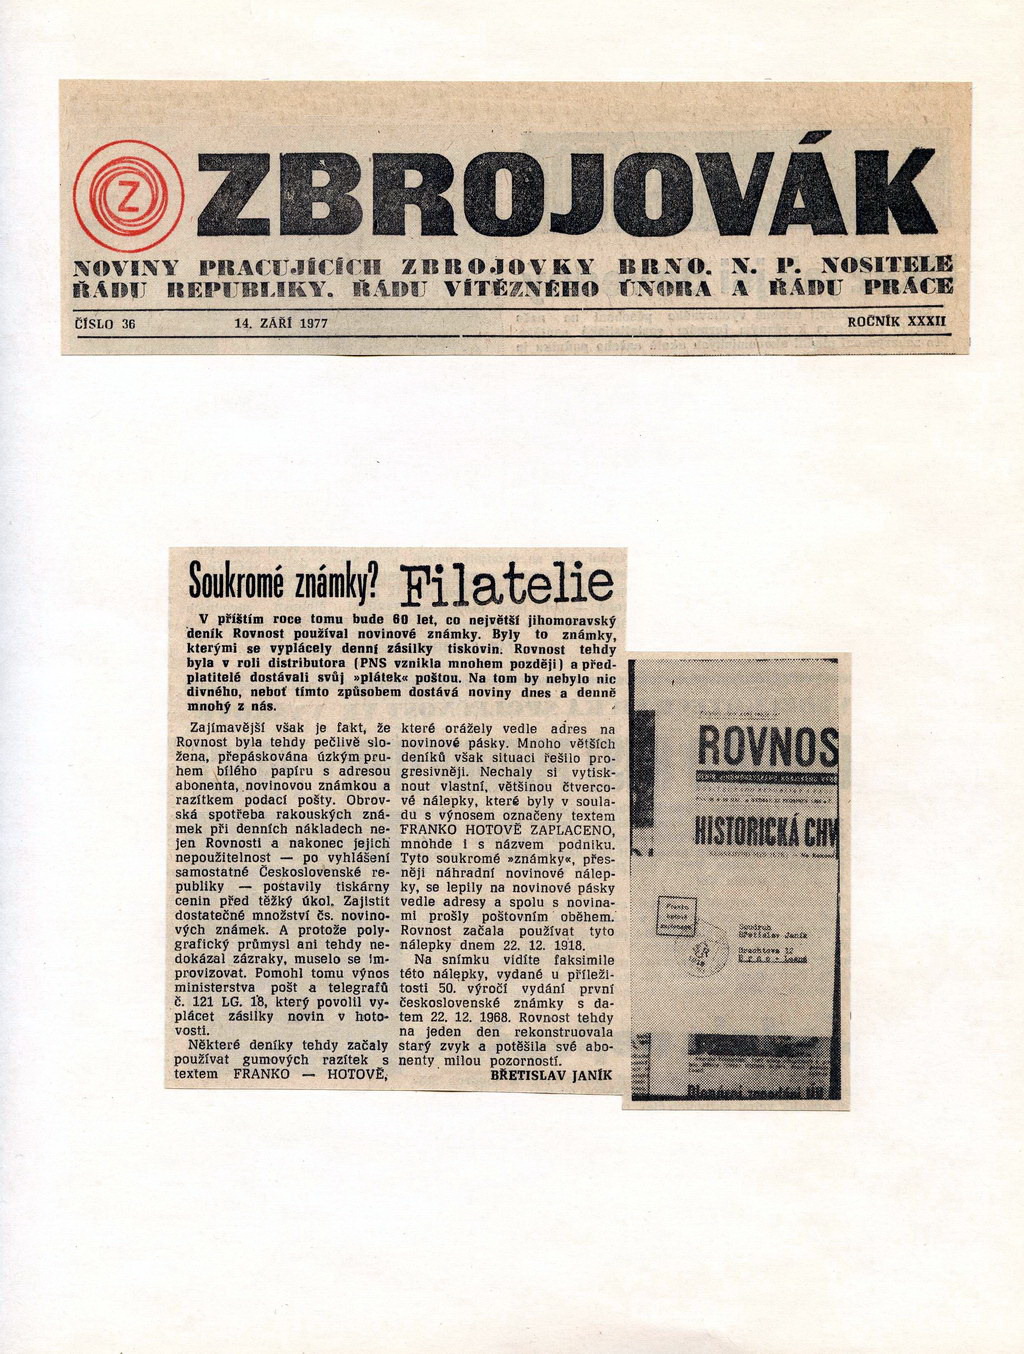 Z
ZBROJOVÁK
NOVINY PRACUJÍCÍCH ZBROJOVKY BRNO, N. P. NOSITELE
ŘÁDU REPUBLIKY, ŘÁDU VÍTĚZNÉHO ÚNORA A ŘÁDU PRÁCE
ČÍSLO 36 14. ZÁŘÍ 1977 ROČNÍK XXXII
Soukromé známky? Filatelie
V příštím roce tomu bude 60 let, co největší jihomoravský
deník Rovnost používal novinové známky. Byly to známky,
kterými se vyplácely denní zásilky tiskovin. Rovnost tehdy
byla v roli distributora (PNS vznikla mnohem později) a před-
platitelé dostávali svůj »plátek« poštou. Na tom by nebylo nic
divného, neboť tímto způsobem dostává noviny dnes a denně
mnohý z nás.
Zajímavější však je fakt, že
Rovnost byla tehdy pečlivě slo-
žena, přepáskována úzkým pru-
hem bílého papíru s adresou
abonenta, novinovou známkou a
razítkem podací pošty. Obrov-
ská spotřeba rakouských zná-
mek při denních nákladech ne-
jen Rovnosti a nakonec jejich
nepoužitelnost — po vyhlášení
samostatné Československé re-
publiky — postavily tiskárny
cenin před těžký úkol. Zajistit
dostatečné množství čs. novino-
vých známek. A protože poly-
grafický průmysl ani tehdy ne-
dokázal zázraky, muselo se im-
provizovat. Pomohl tomu výnos
ministerstva pošt a telegrafů
č. 121 LG. 18, který povolil vy-
plácet zásilky novin v hoto-
vosti.
Některé deníky tehdy začaly
používat gumových razítek s
textem FRANKO — HOTOVĚ,
které orážely vedle adres na
novinové pásky. Mnoho větších
deníků však situaci řešilo pro-
gresivněji. Nechaly si vytisk-
nout vlastní, většinou čtverco-
vé nálepky, které byly v soula-
du s výnosem označeny textem
FRANKO HOTOVĚ ZAPLACENO,
mnohde i s názvem podniku.
Tyto soukromé »známky«, přes-
něji náhradní novinové nálep-
ky, se lepily na novinové pásky
vedle adresy a spolu s novina-
mi prošly poštovním oběhem.
Rovnost začala používat tyto
nálepky dnem 22. 12. 1918.
Na snímku vidíte faksimile
této nálepky, vydané u příleži-
tosti 50. výročí vydání první
československé známky s da-
tem 22. 12. 1968. Rovnost tehdy
na jeden den rekonstruovala
starý zvyk a potěšila své abo-
nenty milou pozorností.
BŘETISLAV JANÍK
ROVNOS
HISTORICKÁ CHV
Franko
hotově
Soudruh
Břetislav Janík
Brno - Lesná